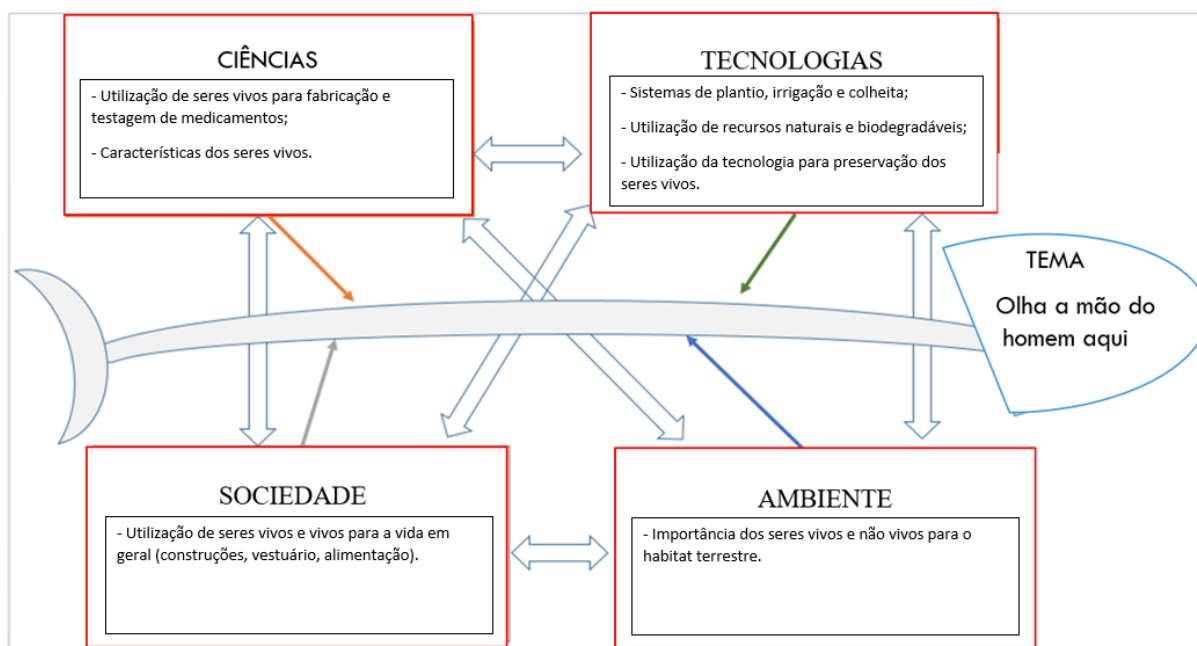 CIÊNCIAS
- Utilização de seres vivos para fabricação e
testagem de medicamentos;
- Características dos seres vivos.
TECNOLOGIAS
- Sistemas de plantio, irrigação e colheita;
- Utilização de recursos naturais e biodegradáveis;
- Utilização da tecnologia para preservação dos
seres vivos.
TEMA
Olha a mão do
homem aqui
SOCIEDADE
- Utilização de seres vivos e vivos para a vida em
geral (construções, vestuário, alimentação).
AMBIENTE
- Importância dos seres vivos e não vivos para o
habitat terrestre.